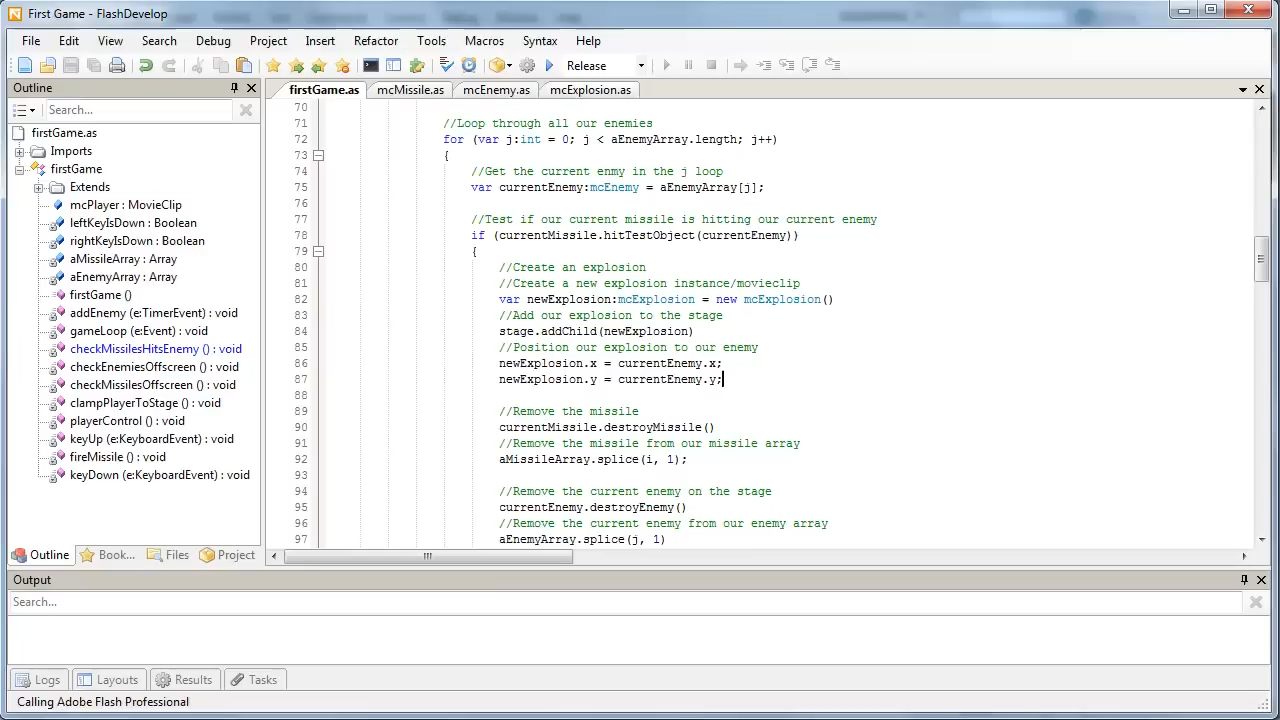 First Game - FlashDevelop
File Edit View Search Debug Project Insert Refactor Tools Macros Syntax Help
Release
Outline
firstGame.as mcMissile.as mcEnemy.as mcExplosion.as
Search...
firstGame.as
Imports
firstGame
Extends
mcPlayer : MovieClip
leftKeyIsDown : Boolean
rightKeyIsDown : Boolean
aMissileArray : Array
aEnemyArray : Array
firstGame ()
addEnemy (e:TimerEvent) : void
gameLoop (e:Event) : void
checkMissilesHitsEnemy () : void
checkEnemiesOffscreen () : void
checkMissilesOffscreen () : void
clampPlayerToStage () : void
playerControl () : void
keyUp (e:KeyboardEvent) : void
fireMissile () : void
keyDown (e:KeyboardEvent) : void
Outline Book... Files Project
70
71 //Loop through all our enemies
72 for (var j:int = 0; j < aEnemyArray.length; j++)
73 {
74 //Get the current enmy in the j loop
75 var currentEnemy:mcEnemy = aEnemyArray[j];
76
77 //Test if our current missile is hitting our current enemy
78 if (currentMissile.hitTestObject(currentEnemy))
79 {
80 //Create an explosion
81 //Create a new explosion instance/movieclip
82 var newExplosion:mcExplosion = new mcExplosion()
83 //Add our explosion to the stage
84 stage.addChild(newExplosion)
85 //Position our explosion to our enemy
86 newExplosion.x = currentEnemy.x;
87 newExplosion.y = currentEnemy.y;
88
89 //Remove the missile
90 currentMissile.destroyMissile()
91 //Remove the missile from our missile array
92 aMissileArray.splice(i, 1);
93
94 //Remove the current enemy on the stage
95 currentEnemy.destroyEnemy()
96 //Remove the current enemy from our enemy array
97 aEnemyArray.splice(j, 1)
Output
Search...
Logs Layouts Results Tasks
Calling Adobe Flash Professional